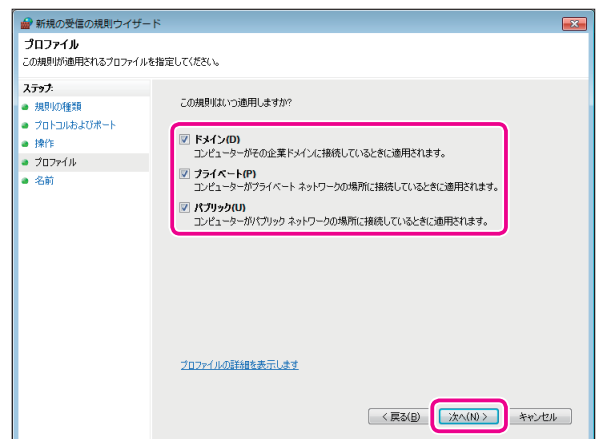 新規の受信の規則ウィザード
プロファイル
この規則が適用されるプロファイルを指定してください。
ステップ:
規則の種類
プロトコルおよびポート
操作
プロファイル
名前
この規則はいつ適用しますか?
ドメイン(D)
コンピューターがその企業ドメインに接続しているときに適用されます。
プライベート(P)
コンピューターがプライベート ネットワークの場所に接続しているときに適用されます。
パブリック(U)
コンピューターがパブリック ネットワークの場所に接続しているときに適用されます。
プロファイルの詳細を表示します
< 戻る(B) 次へ(N) > キャンセル